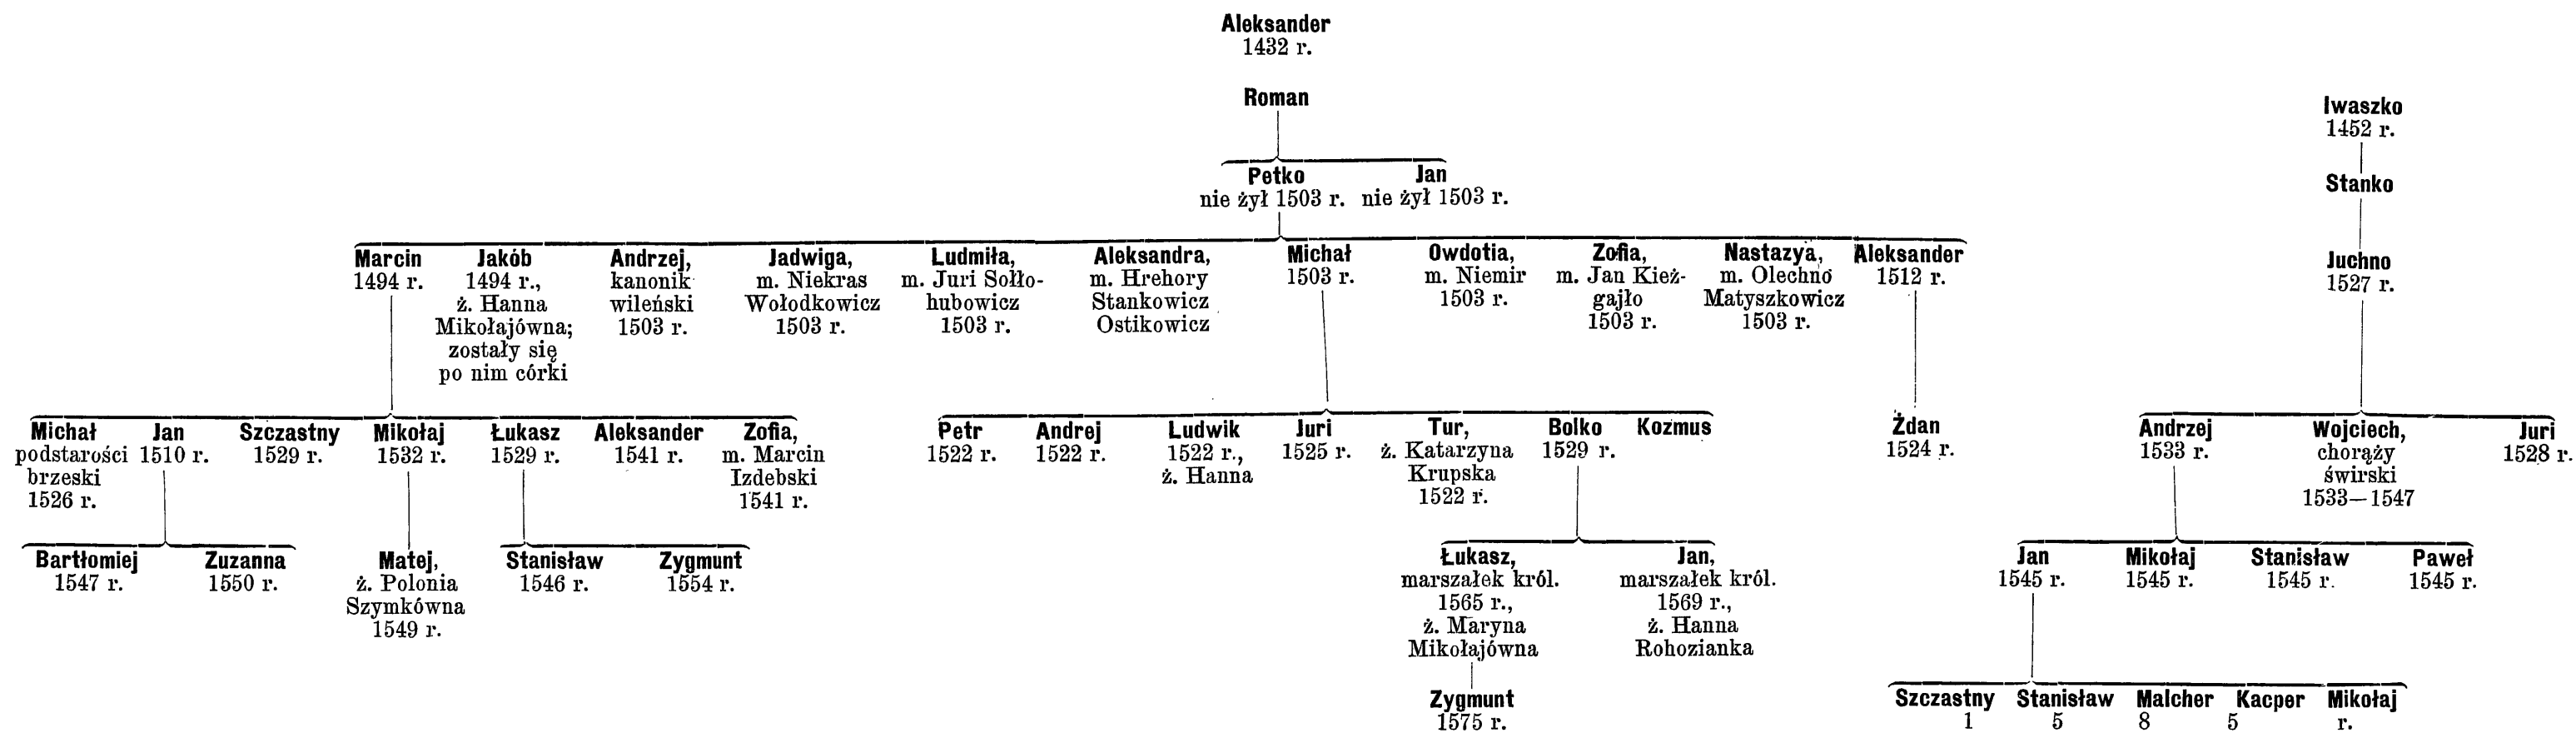 Aleksander
1432 r.
Roman
Iwaszko
1452 r.
Petko
nie żył 1503 r.
Jan
nie żył 1503 r.
Stanko
Marcin
1494 r.
Jakób
1494 r.,
ż. Hanna
Mikołajówna;
zostały się
po nim córki
Andrzej,
kanonik
wileński
1503 r.
Jadwiga,
m. Niekras
Wołodkowicz
1503 r.
Ludmiła,
m. Juri Sołło-
hubowicz
1503 r.
Aleksandra,
m. Hrehory
Stankowicz
Ostikowicz
Michał
1503 r.
Owdotia,
m. Niemir
1503 r.
Zofia,
m. Jan Kież-
gajło
1503 r.
Nastazya,
m. Olechno
Matyszkowicz
1503 r.
Aleksander
1512 r.
Juchno
1527 r.
Michał
podstarości
brzeski
1526 r.
Jan
1510 r.
Szczastny
1529 r.
Mikołaj
1532 r.
Łukasz
1529 r.
Aleksander
1541 r.
Zofia,
m. Marcin
Izdebski
1541 r.
Petr
1522 r.
Andrej
1522 r.
Ludwik
1522 r.,
ż. Hanna
Juri
1525 r.
Tur,
ż. Katarzyna
Krupska
1522 r.
Bolko
1529 r.
Kozmus
Żdan
1524 r.
Andrzej
1533 r.
Wojciech,
chorąży
świrski
1533—1547
Juri
1528 r.
Bartłomiej
1547 r.
Zuzanna
1550 r.
Matej,
ż. Polonia
Szymkówna
1549 r.
Stanisław
1546 r.
Zygmunt
1554 r.
Łukasz,
marszałek król.
1565 r.,
ż. Maryna
Mikołajówna
Jan,
marszałek król.
1569 r.,
ż. Hanna
Rohozianka
Jan
1545 r.
Mikołaj
1545 r.
Stanisław
1545 r.
Paweł
1545 r.
Zygmunt
1575 r.
Szczastny Stanisław Malcher Kacper Mikołaj
1 5 8 5 r.